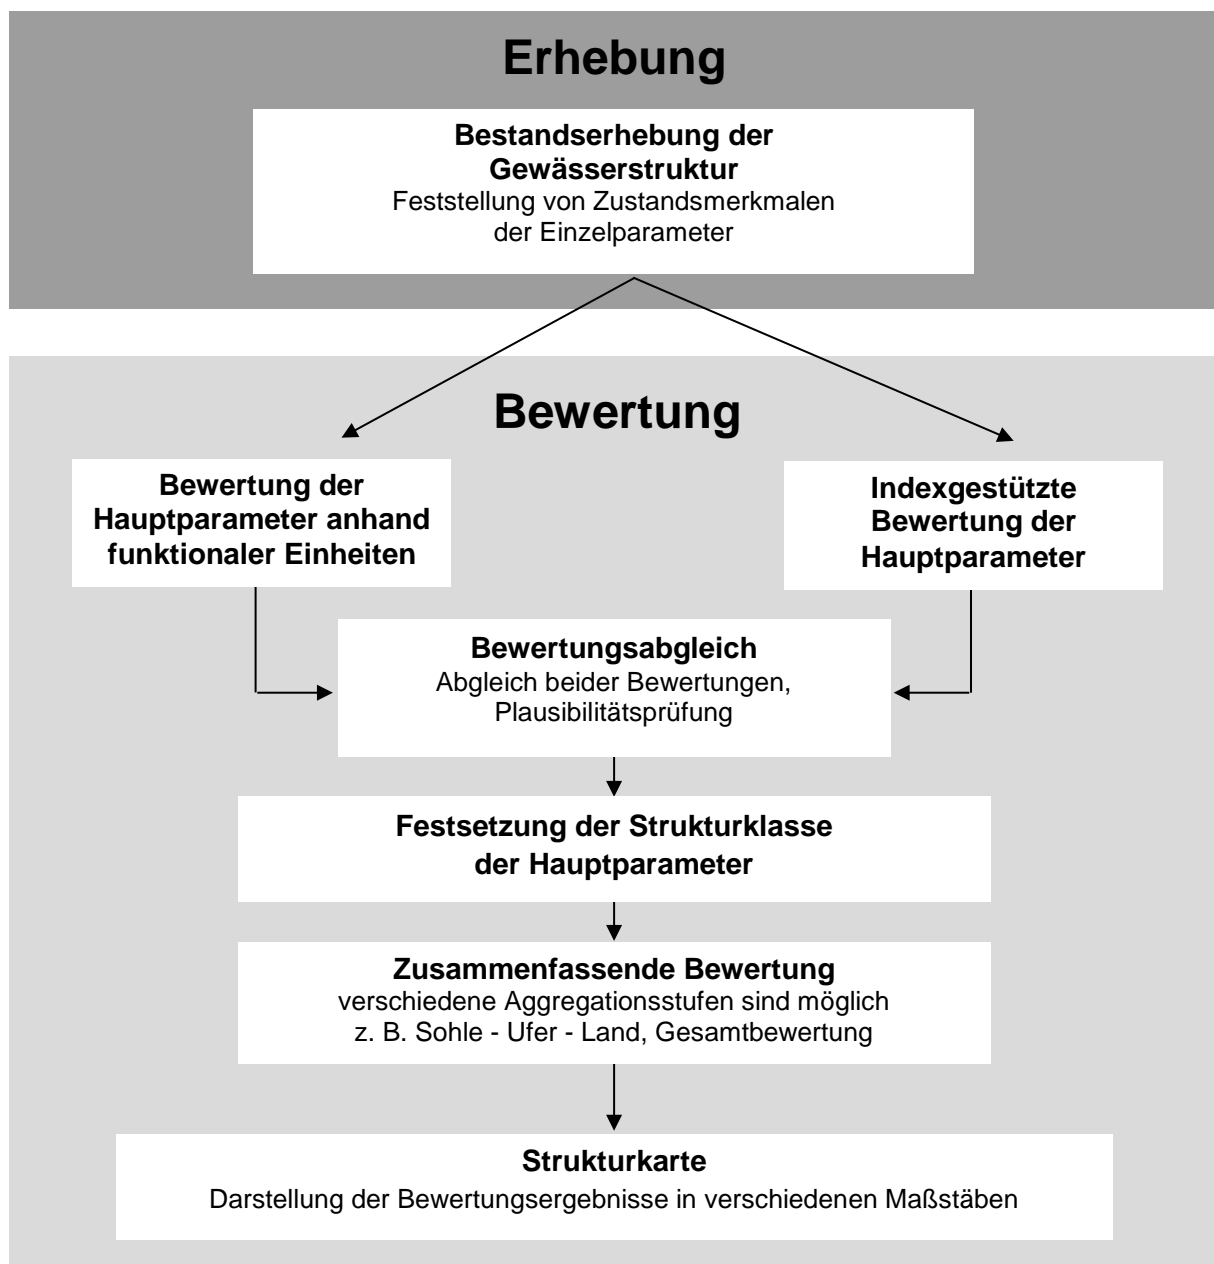 Erhebung
Bestandserhebung der
Gewässerstruktur
Feststellung von Zustandsmerkmalen
der Einzelparameter
Bewertung
Bewertung der
Hauptparameter anhand
funktionaler Einheiten
Indexgestützte
Bewertung der
Hauptparameter
Bewertungsabgleich
Abgleich beider Bewertungen,
Plausibilitätsprüfung
Festsetzung der Strukturklasse
der Hauptparameter
Zusammenfassende Bewertung
verschiedene Aggregationsstufen sind möglich
z. B. Sohle - Ufer - Land, Gesamtbewertung
Strukturkarte
Darstellung der Bewertungsergebnisse in verschiedenen Maßstäben